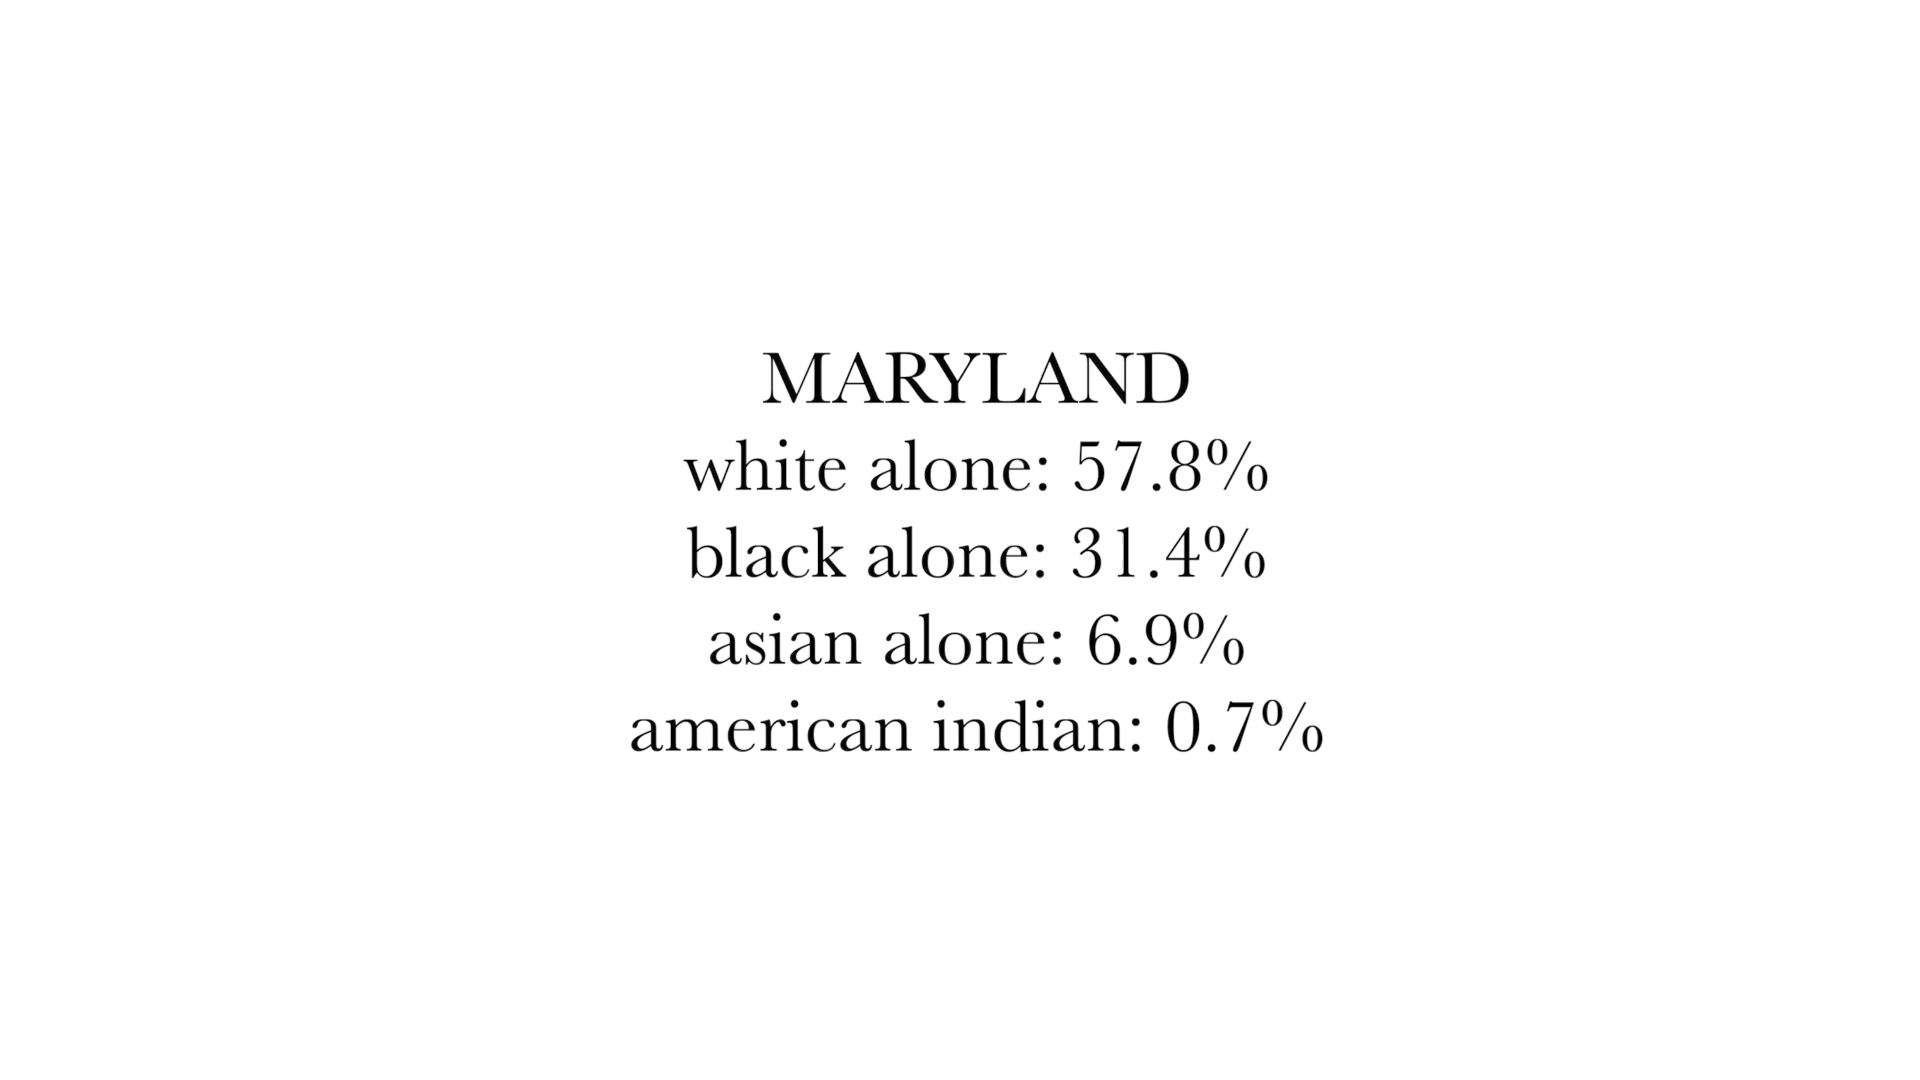 MARYLAND
white alone: 57.8%
black alone: 31.4%
asian alone: 6.9%
american indian: 0.7%